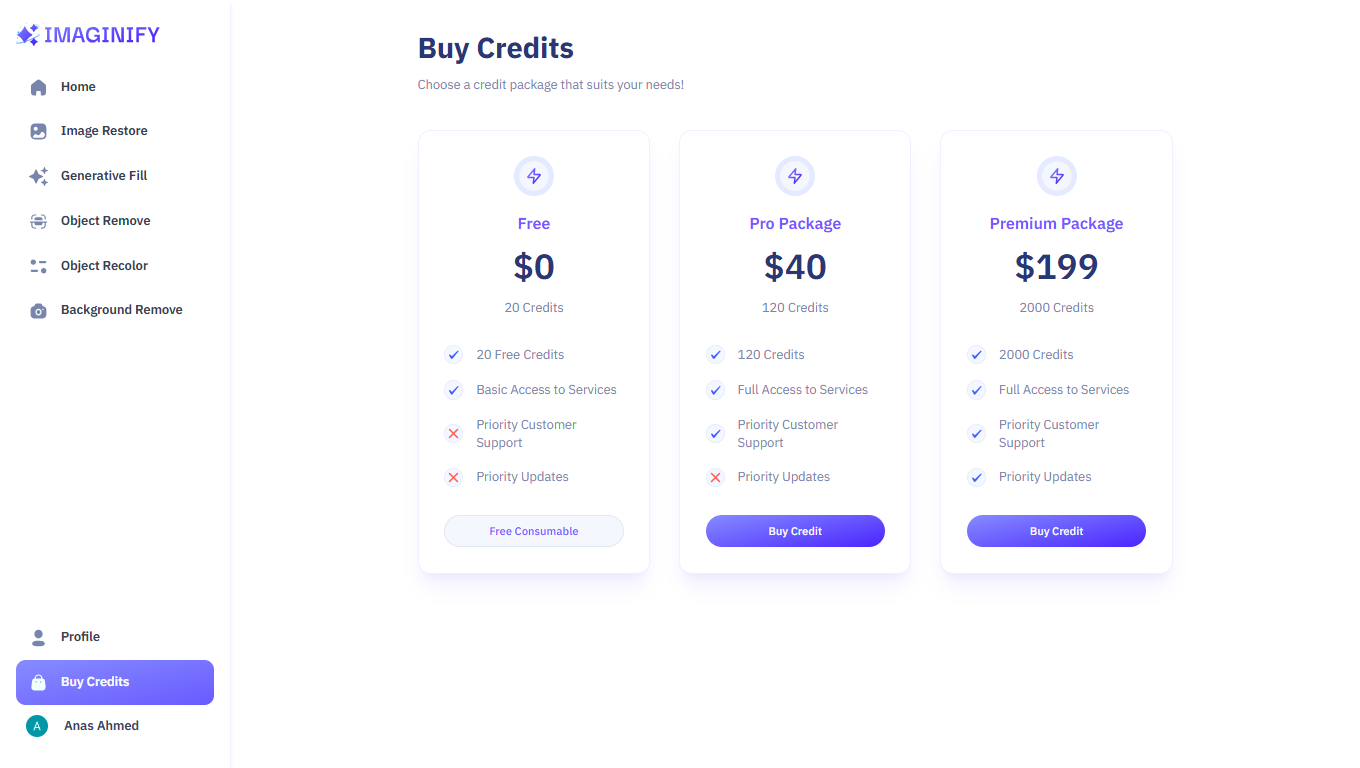 IMAGINIFY
Home
Image Restore
Generative Fill
Object Remove
Object Recolor
Background Remove
Profile
Buy Credits
A
Anas Ahmed
Buy Credits
Choose a credit package that suits your needs!
Free
$0
20 Credits
20 Free Credits
Basic Access to Services
Priority Customer
Support
Priority Updates
Free Consumable
Pro Package
$40
120 Credits
120 Credits
Full Access to Services
Priority Customer
Support
Priority Updates
Buy Credit
Premium Package
$199
2000 Credits
2000 Credits
Full Access to Services
Priority Customer
Support
Priority Updates
Buy Credit